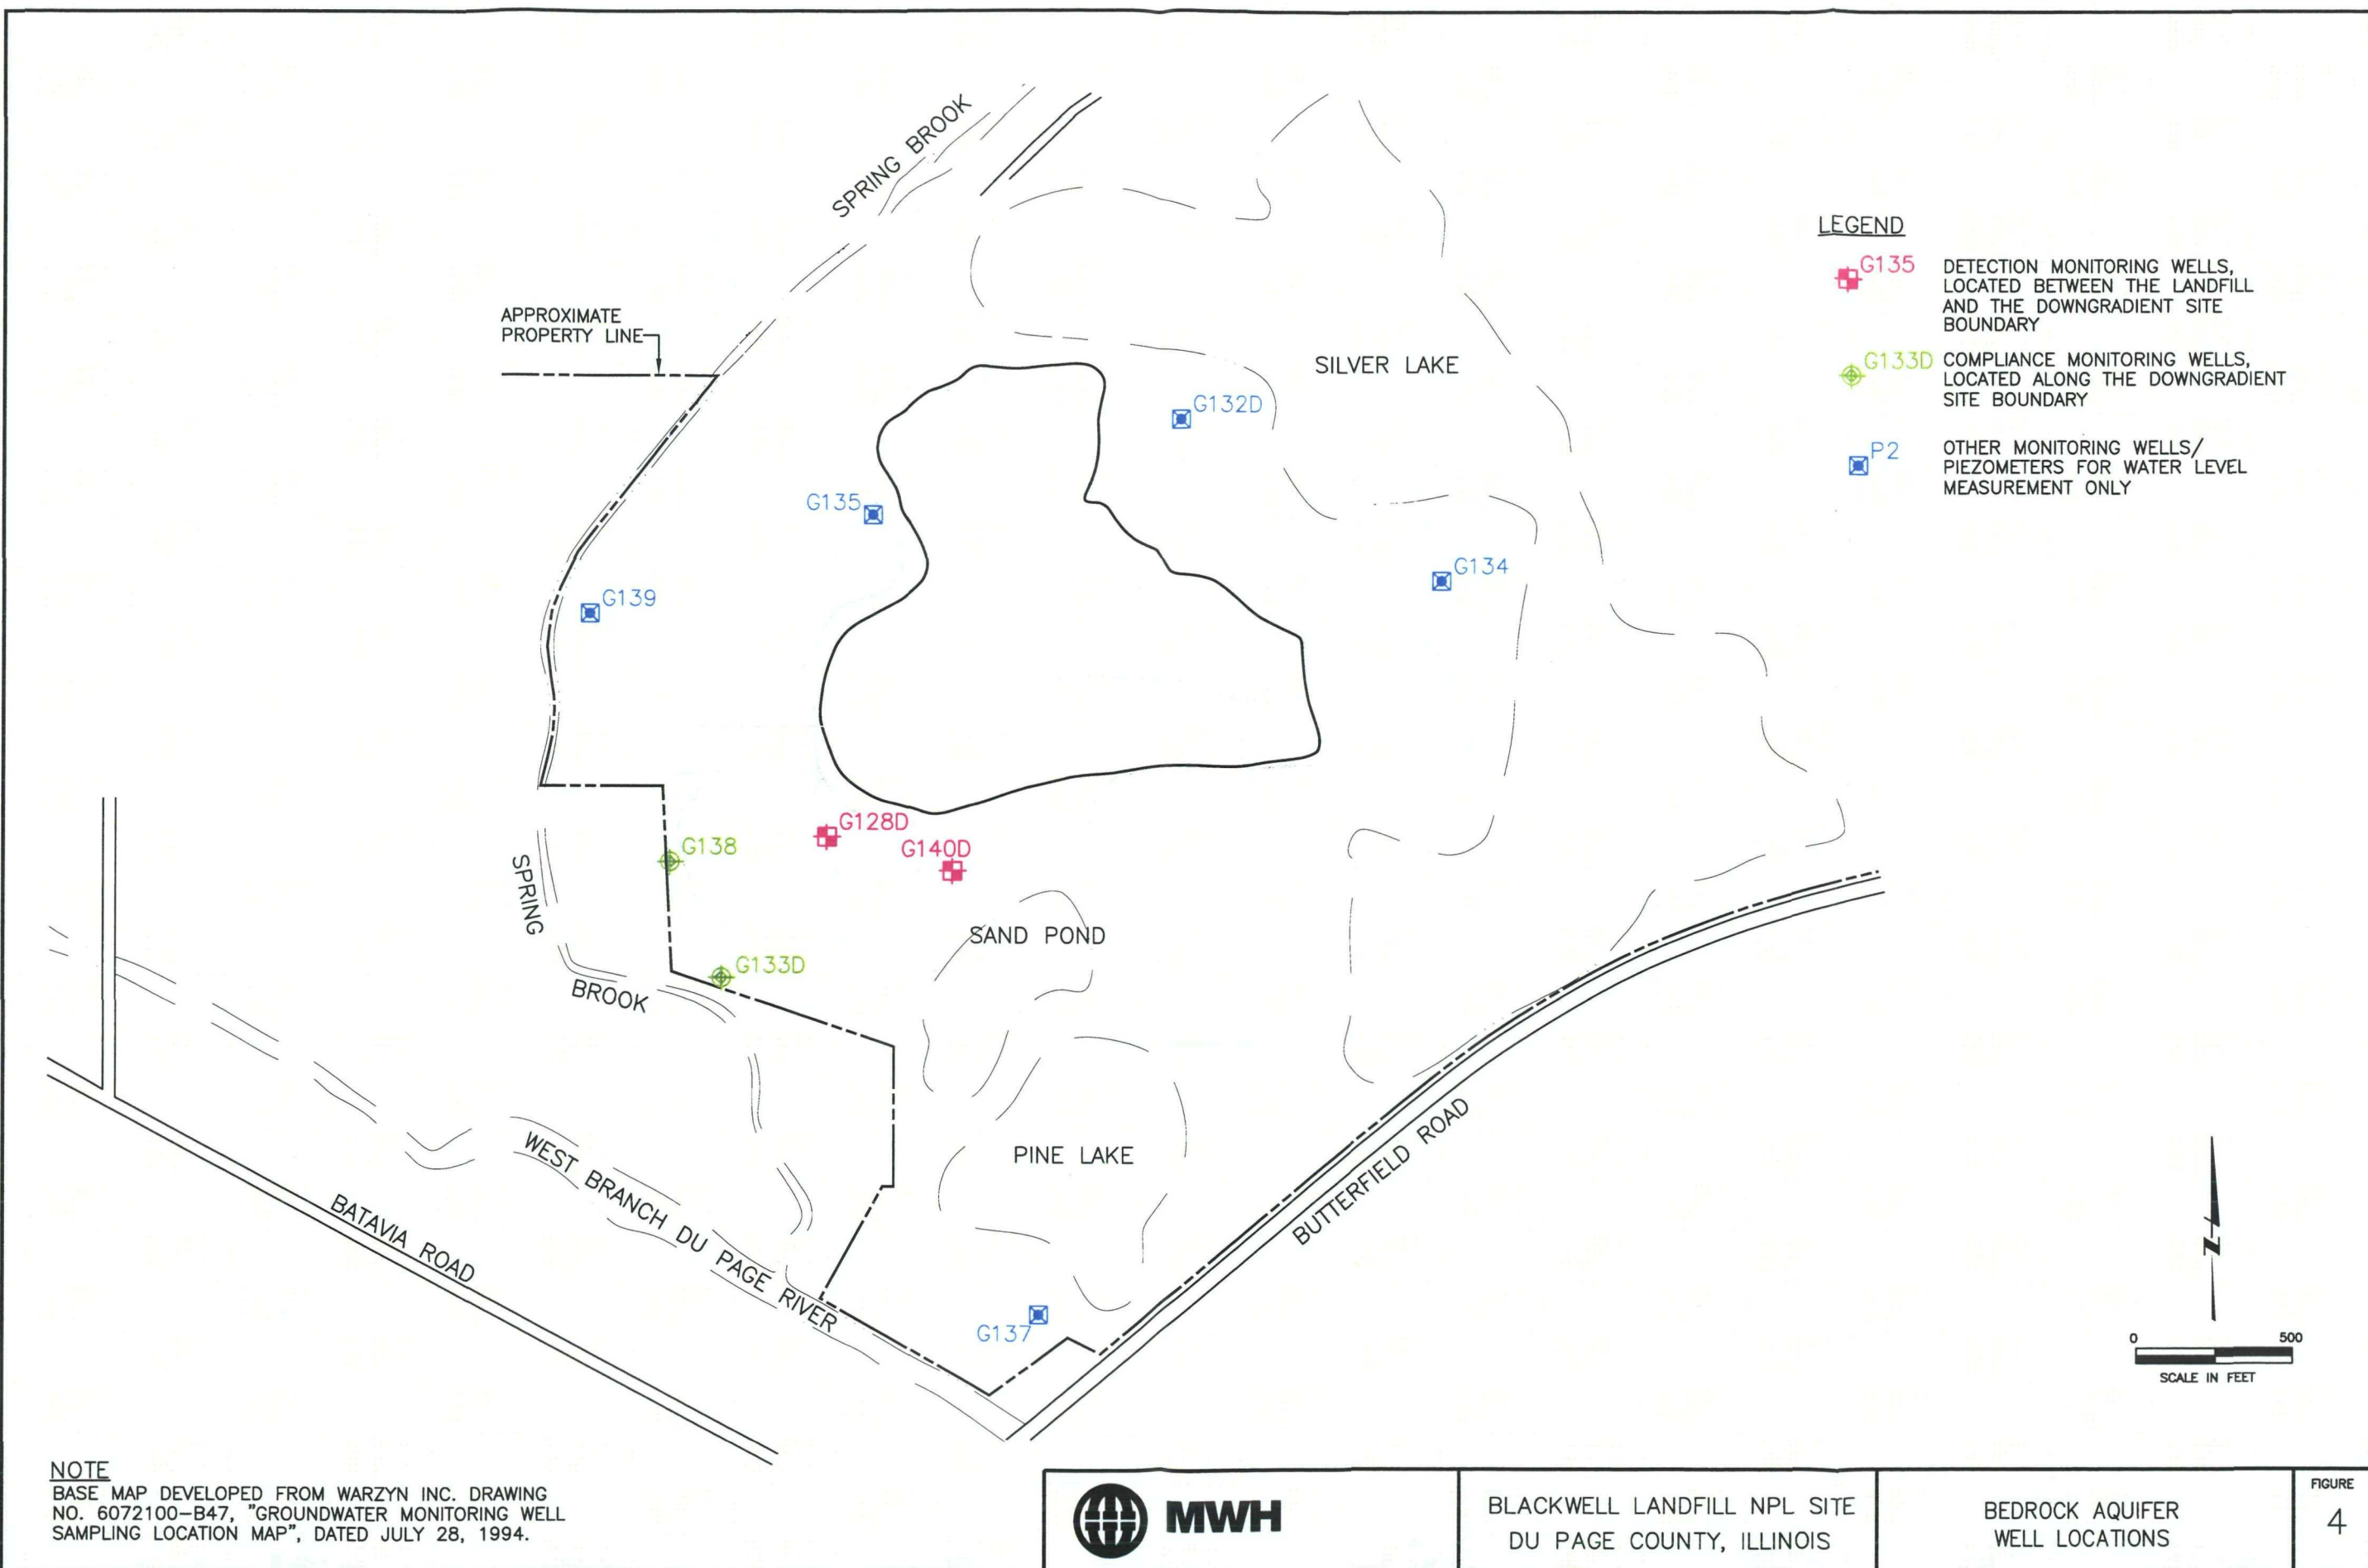 SPRING BROOK
LEGEND
G135
DETECTION MONITORING WELLS,
LOCATED BETWEEN THE LANDFILL
AND THE DOWNGRADIENT SITE
BOUNDARY
G133D
COMPLIANCE MONITORING WELLS,
LOCATED ALONG THE DOWNGRADIENT
SITE BOUNDARY
P2
OTHER MONITORING WELLS/
PIEZOMETERS FOR WATER LEVEL
MEASUREMENT ONLY
APPROXIMATE
PROPERTY LINE
SILVER LAKE
G132D
G135
G134
G139
G128D
G138
G140D
SPRING
BROOK
SAND POND
G133D
PINE LAKE
WEST BRANCH DU PAGE RIVER
BATAVIA ROAD
BUTTERFIELD ROAD
G137
N
0 500
SCALE IN FEET
NOTE
BASE MAP DEVELOPED FROM WARZYN INC. DRAWING
NO. 6072100-B47, "GROUNDWATER MONITORING WELL
SAMPLING LOCATION MAP", DATED JULY 28, 1994.
MWH
BLACKWELL LANDFILL NPL SITE
DU PAGE COUNTY, ILLINOIS
BEDROCK AQUIFER
WELL LOCATIONS
FIGURE
4